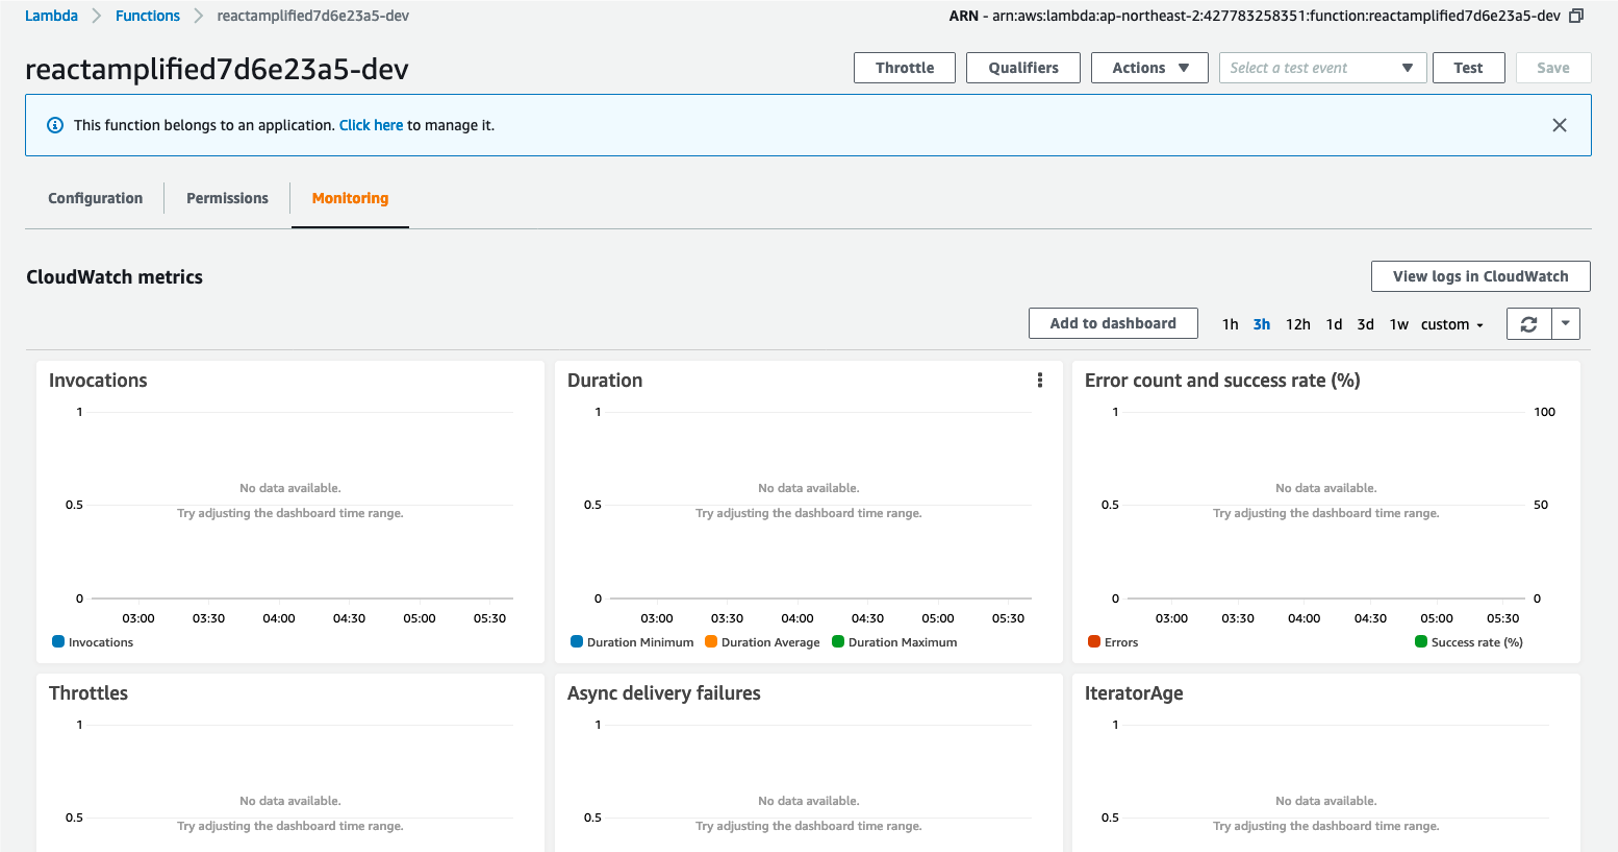 Lambda > Functions > reactamplified7d6e23a5-dev
ARN - arn:aws:lambda:ap-northeast-2:427783258351:function:reactamplified7d6e23a5-dev
reactamplified7d6e23a5-dev
Throttle Qualifiers Actions Select a test event Test Save
This function belongs to an application. Click here to manage it.
Configuration Permissions Monitoring
CloudWatch metrics
View logs in CloudWatch
Add to dashboard 1h 3h 12h 1d 3d 1w custom
Invocations
1
No data available.
0.5
Try adjusting the dashboard time range.
0
03:00 03:30 04:00 04:30 05:00 05:30
Invocations
Duration
1
No data available.
0.5
Try adjusting the dashboard time range.
0
03:00 03:30 04:00 04:30 05:00 05:30
Duration Minimum Duration Average Duration Maximum
Error count and success rate (%)
1 100
No data available.
0.5 50
Try adjusting the dashboard time range.
0 0
03:00 03:30 04:00 04:30 05:00 05:30
Errors Success rate (%)
Throttles
1
No data available.
0.5
Try adjusting the dashboard time range.
Async delivery failures
1
No data available.
0.5
Try adjusting the dashboard time range.
IteratorAge
1
No data available.
0.5
Try adjusting the dashboard time range.